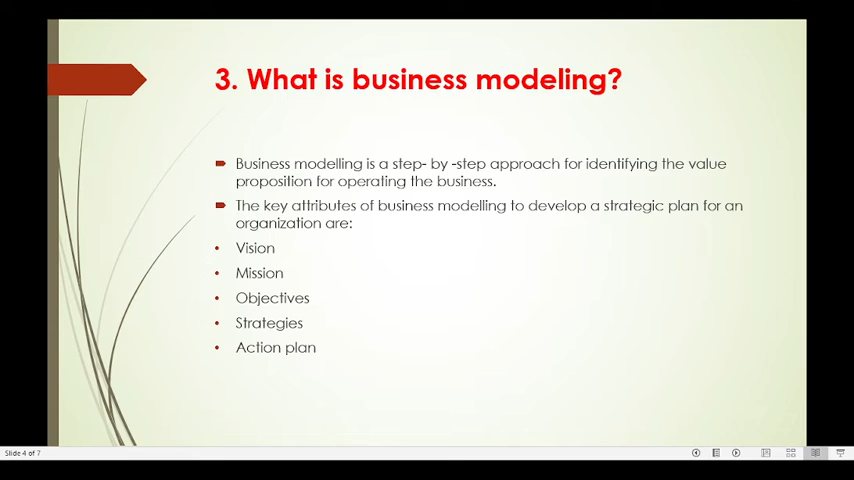 3. What is business modeling?
Business modelling is a step- by -step approach for identifying the value
proposition for operating the business.
The key attributes of business modelling to develop a strategic plan for an
organization are:
Vision
Mission
Objectives
Strategies
Action plan
Slide 4 of 7